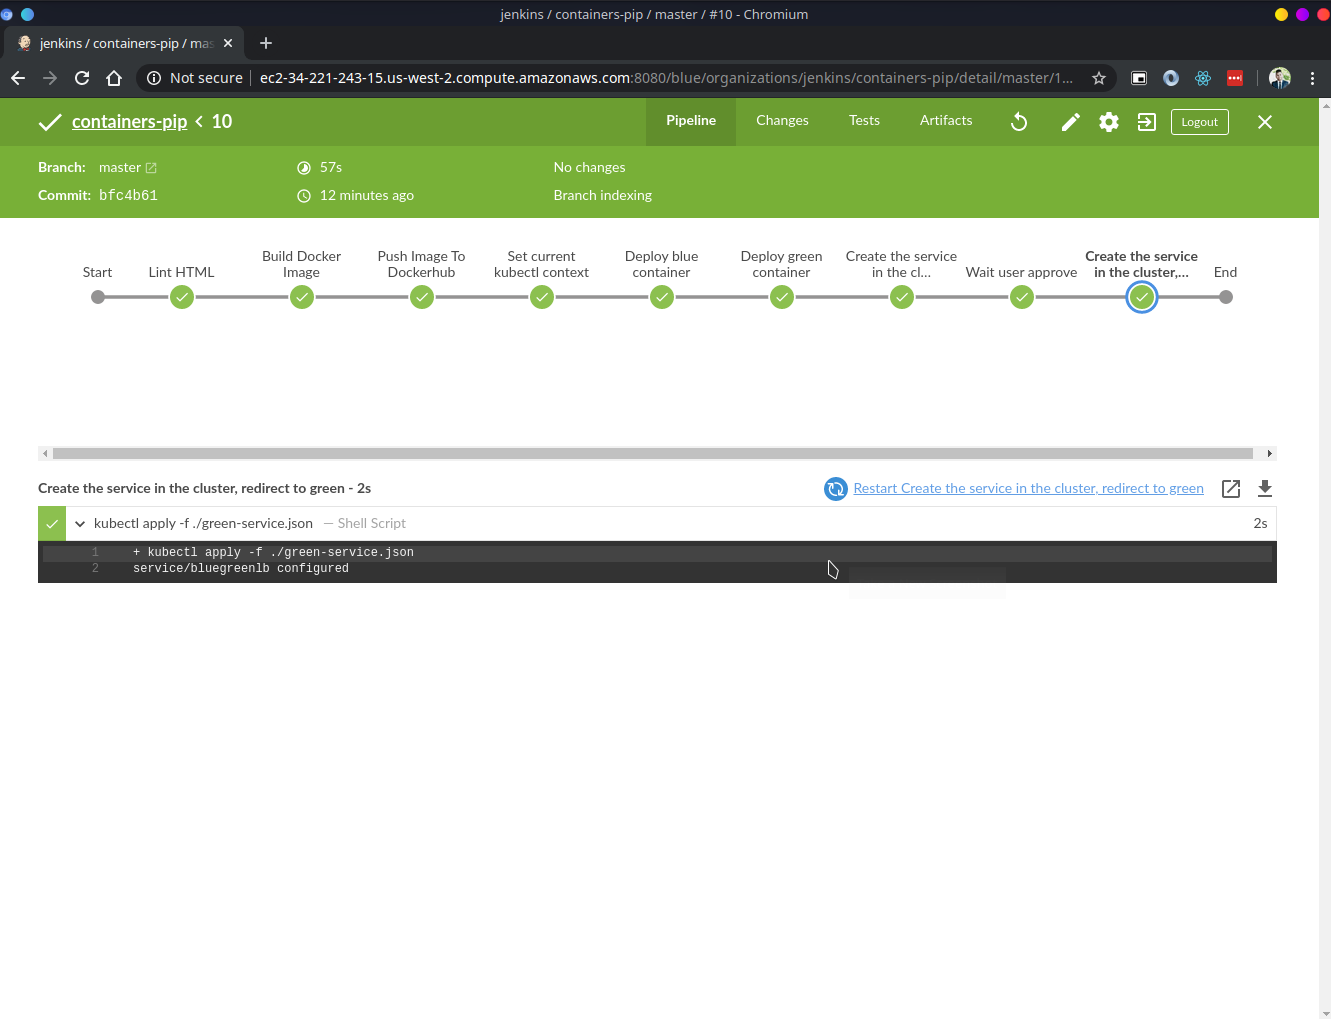 jenkins / containers-pip / master / #10 - Chromium
jenkins / containers-pip / mas
Not secure
ec2-34-221-243-15.us-west-2.compute.amazonaws.com:8080/blue/organizations/jenkins/containers-pip/detail/master/1...
containers-pip < 10
Pipeline
Changes
Tests
Artifacts
Logout
Branch: master
57s
No changes
Commit: bfc4b61
12 minutes ago
Branch indexing
Start
Lint HTML
Build Docker
Image
Push Image To
Dockerhub
Set current
kubectl context
Deploy blue
container
Deploy green
container
Create the service
in the cl...
Wait user approve
Create the service
in the cluster,...
End
Create the service in the cluster, redirect to green - 2s
Restart Create the service in the cluster, redirect to green
kubectl apply -f ./green-service.json — Shell Script
2s
1 + kubectl apply -f ./green-service.json
2 service/bluegreenlb configured